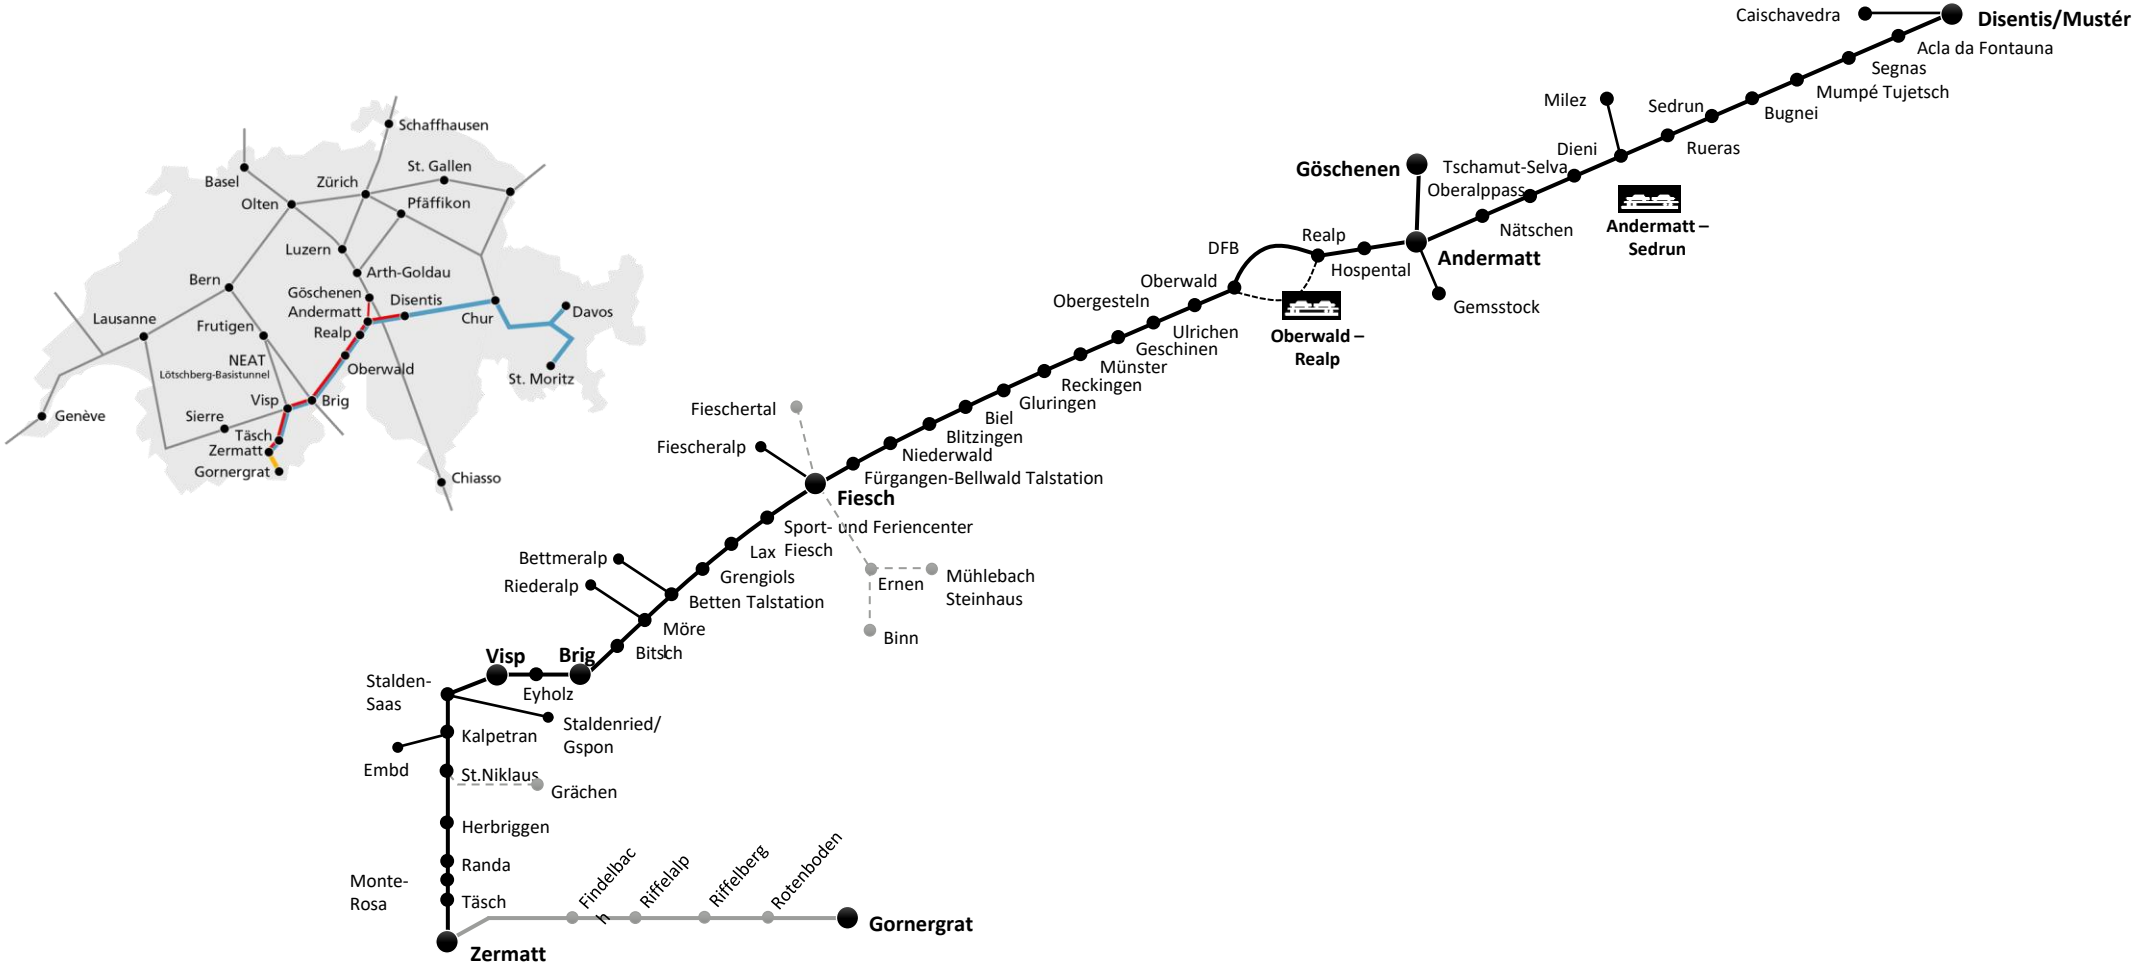 Caischavedra
Disentis/Mustér
Acla da Fontauna
Segnas
Mumpé Tujetsch
Bugnei
Sedrun
Milez
Rueras
Dieni
Tschamut-Selva
Oberalppass
Göschenen
Nätschen
Andermatt –
Sedrun
Andermatt
Gemsstock
Realp
Hospental
DFB
Oberwald
Oberwald –
Realp
Obergesteln
Ulrichen
Geschinen
Münster
Reckingen
Gluringen
Biel
Blitzingen
Niederwald
Fürgangen-Bellwald Talstation
Fieschertal
Fiescheralp
Fiesch
Sport- und Feriencenter
Fiesch
Lax
Grengiols
Ernen
Mühlebach
Steinhaus
Binn
Bettmeralp
Riederalp
Betten Talstation
Möre
l
Bitsch
Brig
Visp
Eyholz
Stalden-
Saas
Staldenried/
Gspon
Kalpetran
Embd
St.Niklaus
Grächen
Herbriggen
Randa
Monte-
Rosa
Täsch
Zermatt
Findelbac
h
Riffelalp
Riffelberg
Rotenboden
Gornergrat
Schaffhausen
Basel
Zürich
St. Gallen
Olten
Pfäffikon
Luzern
Arth-Goldau
Bern
Göschenen
Andermatt
Disentis
Chur
Davos
Lausanne
Frutigen
Realp
NEAT
Lötschberg-Basistunnel
Oberwald
St. Moritz
Visp
Brig
Genève
Sierre
Täsch
Zermatt
Gornergrat
Chiasso